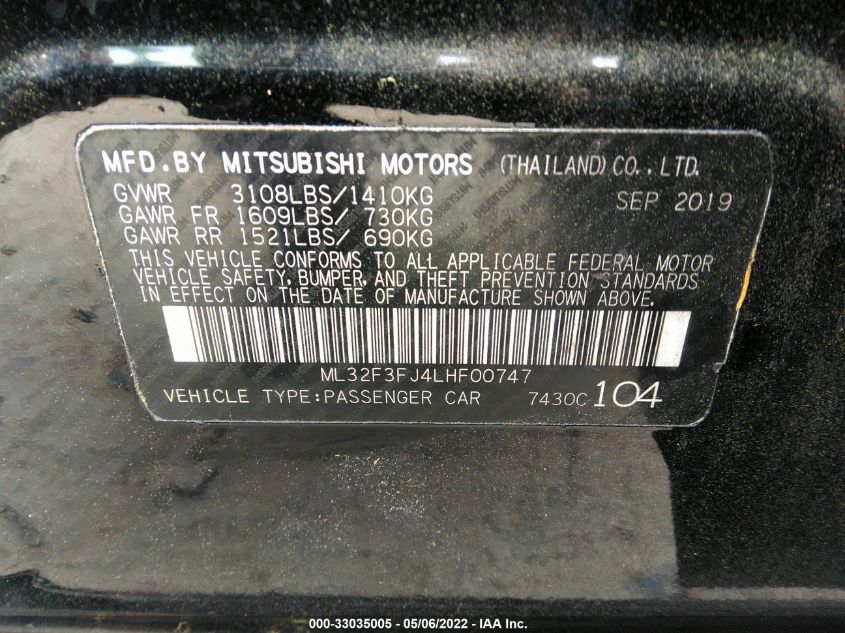 MFD.BY MITSUBISHI MOTORS (THAILAND) CO.,LTD.
GVWR 3108LBS/1410KG SEP 2019
GAWR FR 1609LBS/ 730KG
GAWR RR 1521LBS/ 690KG
THIS VEHICLE CONFORMS TO ALL APPLICABLE FEDERAL MOTOR
VEHICLE SAFETY, BUMPER, AND THEFT PREVENTION STANDARDS
IN EFFECT ON THE DATE OF MANUFACTURE SHOWN ABOVE.
ML32F3FJ4LHF00747
VEHICLE TYPE:PASSENGER CAR 7430C 104
000-33035005 - 05/06/2022 - IAA Inc.